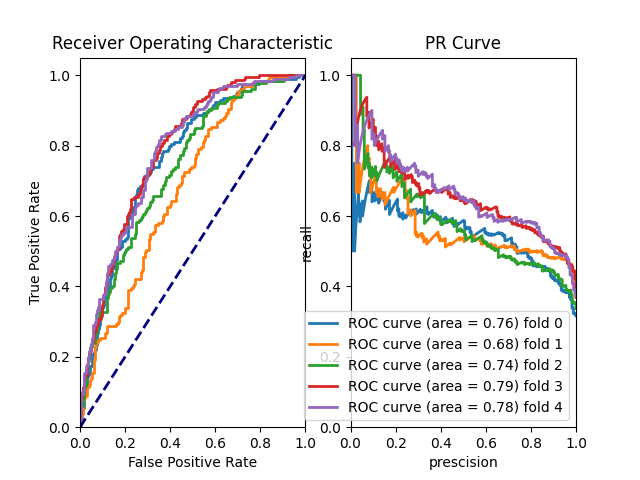 Receiver Operating Characteristic
PR Curve
True Positive Rate
1.0
0.8
0.6
0.4
0.2
0.0
0.0 0.2 0.4 0.6 0.8 1.0
False Positive Rate
recall
1.0
0.8
0.6
0.4
0.2
0.0
0.0 0.2 0.4 0.6 0.8 1.0
prescision
ROC curve (area = 0.76) fold 0
ROC curve (area = 0.68) fold 1
ROC curve (area = 0.74) fold 2
ROC curve (area = 0.79) fold 3
ROC curve (area = 0.78) fold 4